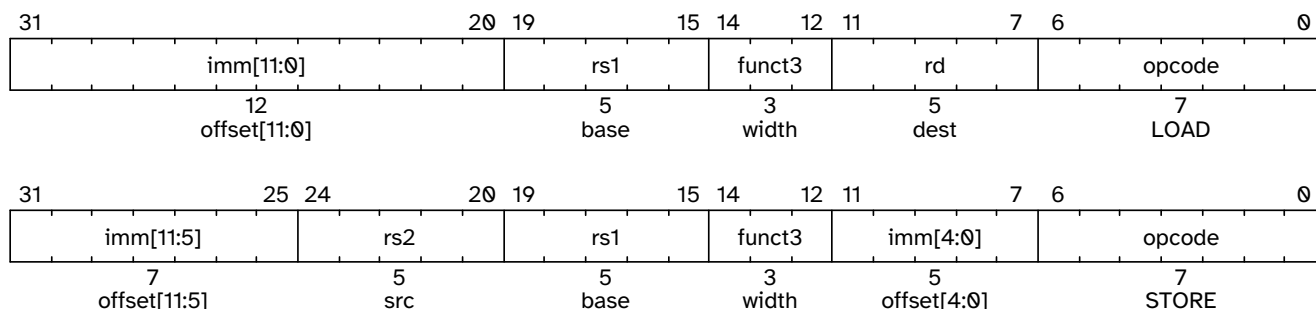 31 20 19 15 14 12 11 7 6 0
imm[11:0] rs1 funct3 rd opcode
12 5 3 5 7
offset[11:0] base width dest LOAD
31 25 24 20 19 15 14 12 11 7 6 0
imm[11:5] rs2 rs1 funct3 imm[4:0] opcode
7 5 5 3 5 7
offset[11:5] src base width offset[4:0] STORE